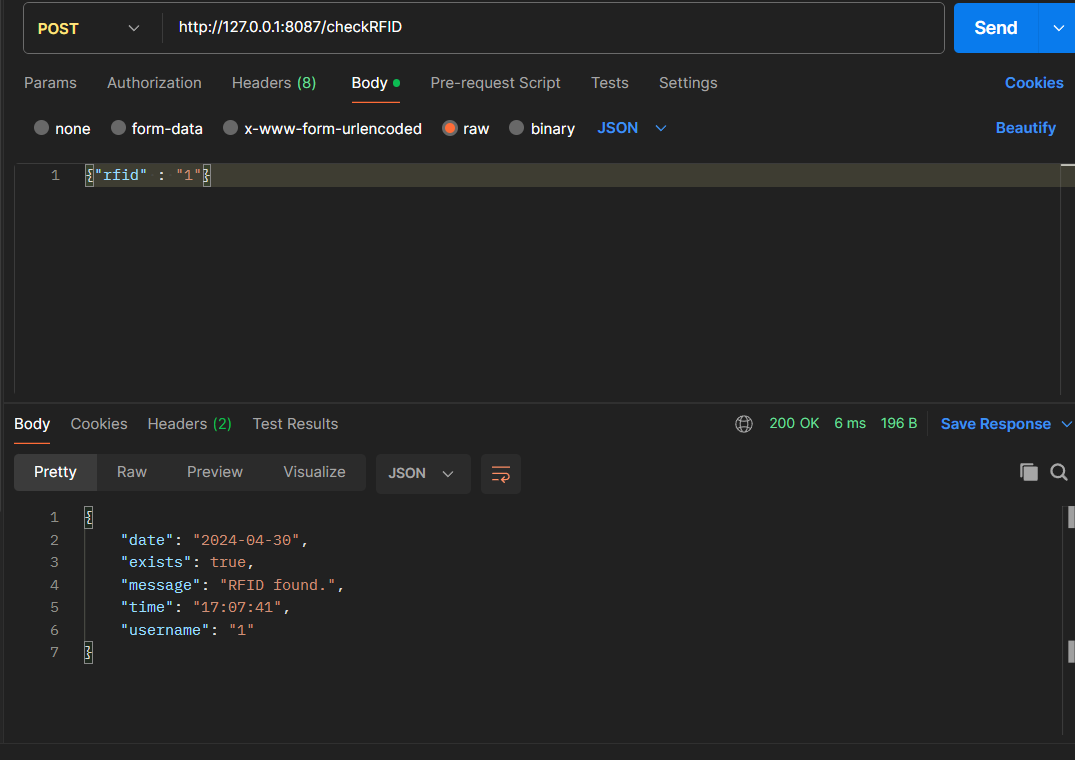 POST http://127.0.0.1:8087/checkRFID Send
Params Authorization Headers (8) Body Pre-request Script Tests Settings Cookies
none form-data x-www-form-urlencoded raw binary JSON Beautify
1 {"rfid" : "1"}
Body Cookies Headers (2) Test Results 200 OK 6 ms 196 B Save Response
Pretty Raw Preview Visualize JSON
1 {
2 "date": "2024-04-30",
3 "exists": true,
4 "message": "RFID found.",
5 "time": "17:07:41",
6 "username": "1"
7 }